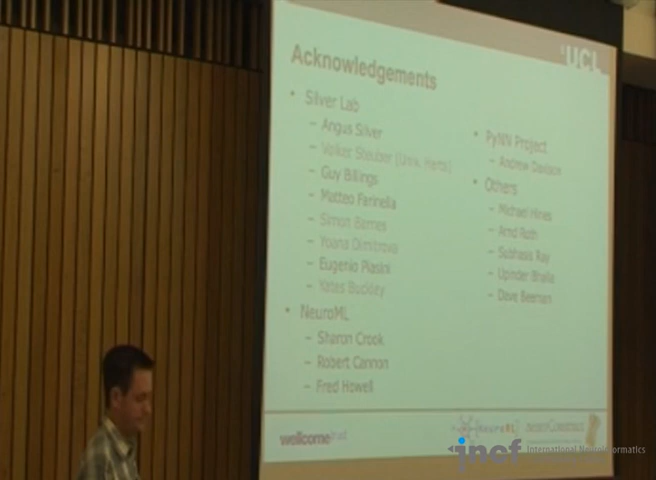 UCL
Acknowledgements
• Silver Lab
– Angus Silver
– Volker Steuber (Univ. Herts)
– Guy Billings
– Matteo Farinella
– Simon Barnes
– Yoana Dimitrova
– Eugenio Piasini
– Yates Buckley
• NeuroML
– Sharon Crook
– Robert Cannon
– Fred Howell
• PyNN Project
– Andrew Davison
• Others
– Michael Hines
– Arnd Roth
– Subhasis Ray
– Upinder Bhalla
– Dave Beeman
wellcome trust
NeuroML
neuroConstruct
incf International Neuroinformatics